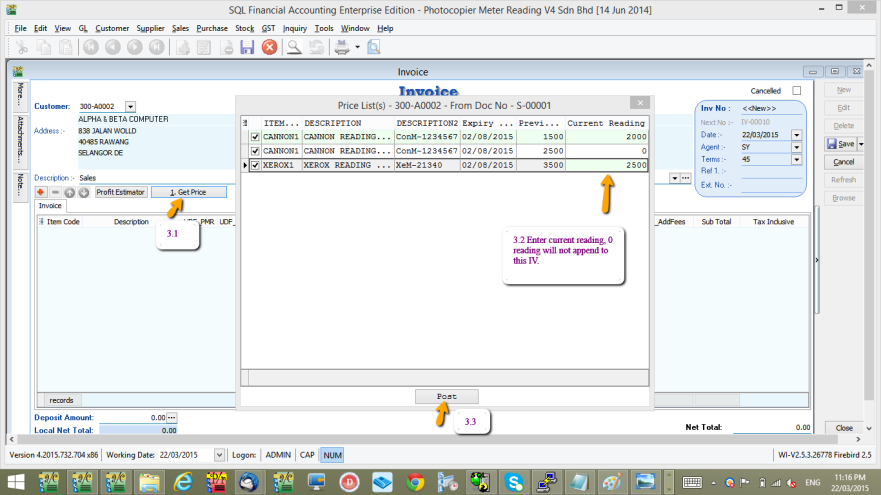 SQL Financial Accounting Enterprise Edition - Photocopier Meter Reading V4 Sdn Bhd [14 Jun 2014]
File Edit View GL Customer Supplier Sales Purchase Stock GST Inquiry Tools Window Help
Invoice
Invoice
Cancelled
More...
Attachments...
Note...
Customer: 300-A0002
ALPHA & BETA COMPUTER
Address :- 838 JALAN WOLLD
40485 RAWANG
SELANGOR DE
Description :- Sales
Profit Estimator 1. Get Price
Invoice
Item Code Description UDF_PMR UDF_
3.1
Price List(s) - 300-A0002 - From Doc No - S-00001
ITEM... DESCRIPTION DESCRIPTION2 Expiry ... Previ... Current Reading
CANNON1 CANNON READING... ConM-1234567 02/08/2015 1500 2000
CANNON1 CANNON READING... ConM-1234567 02/08/2015 2500 0
XEROX1 XEROX READING ... XeM-21340 02/08/2015 3500 2500
3.2 Enter current reading, 0
reading will not append to
this IV.
Post
3.3
Inv No : <<New>>
Next No :- IV-00010
Date :- 22/03/2015
Agent :- SY
Terms :- 45
Ref 1. :-
Ext. No. :-
New
Edit
Delete
Save
Cancel
Refresh
Browse
_AddFees Sub Total Tax Inclusive
records
Deposit Amount: 0.00
Local Net Total: 0.00
Net Total: 0.00
Close
Version 4.2015.732.704 x86 Working Date: 22/03/2015 Logon: ADMIN CAP NUM WI-V2.5.3.26778 Firebird 2.5
ENG 11:16 PM
22/03/2015